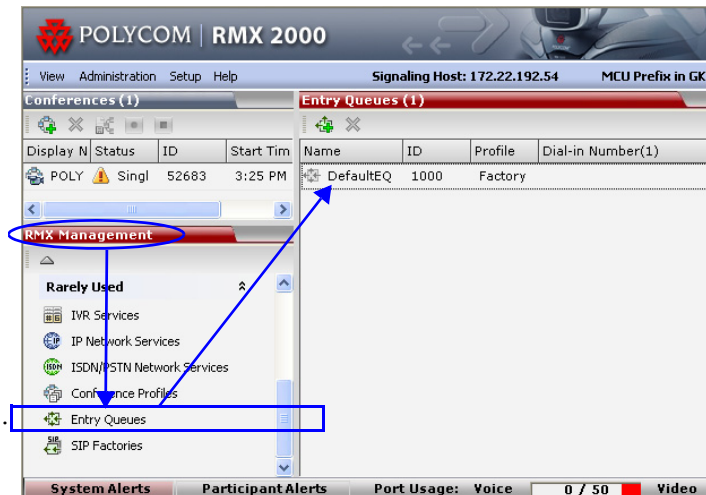 POLYCOM | RMX 2000
View Administration Setup Help Signaling Host: 172.22.192.54 MCU Prefix in GK
Conferences (1)
Display N Status ID Start Tim
POLY Singl 52683 3:25 PM
Entry Queues (1)
Name ID Profile Dial-in Number(1)
DefaultEQ 1000 Factory
RMX Management
Rarely Used
IVR Services
IP Network Services
ISDN/PSTN Network Services
Conference Profiles
Entry Queues
SIP Factories
System Alerts Participant Alerts Port Usage: Voice 0 / 50 Video